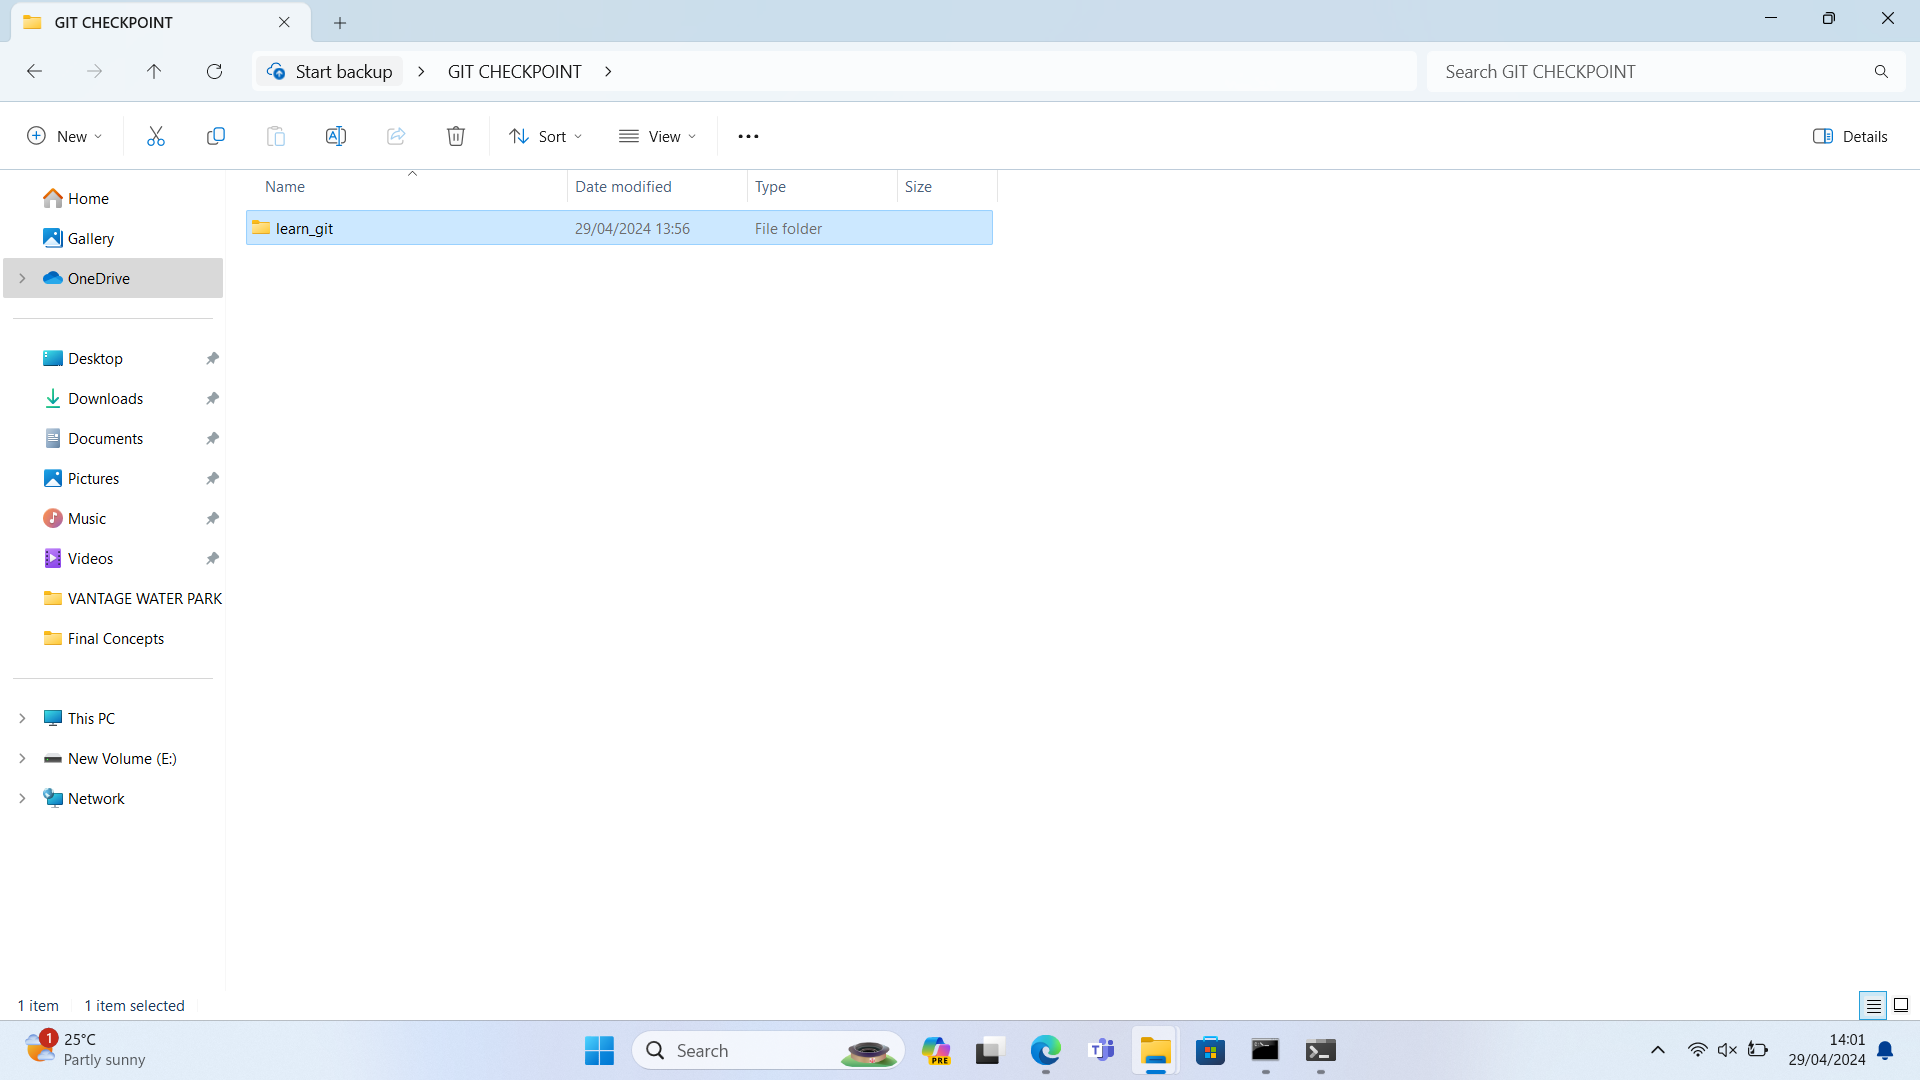 GIT CHECKPOINT
Start backup
GIT CHECKPOINT
Search GIT CHECKPOINT
New
Sort
View
Details
Name
Date modified
Type
Size
learn_git
29/04/2024 13:56
File folder
Home
Gallery
OneDrive
Desktop
Downloads
Documents
Pictures
Music
Videos
VANTAGE WATER PARK
Final Concepts
This PC
New Volume (E:)
Network
1 item
1 item selected
1
25°C
Partly sunny
Search
PRE
14:01
29/04/2024